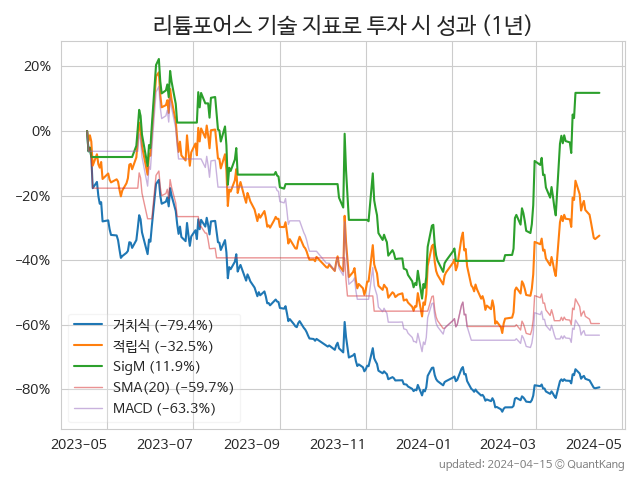 리튬포어스 기술 지표로 투자 시 성과 (1년)
20%
0%
−20%
−40%
−60%
−80%
거치식 (−79.4%)
적립식 (−32.5%)
SigM (11.9%)
SMA(20) (−59.7%)
MACD (−63.3%)
2023-05 2023-07 2023-09 2023-11 2024-01 2024-03 2024-05
updated: 2024-04-15 © QuantKang